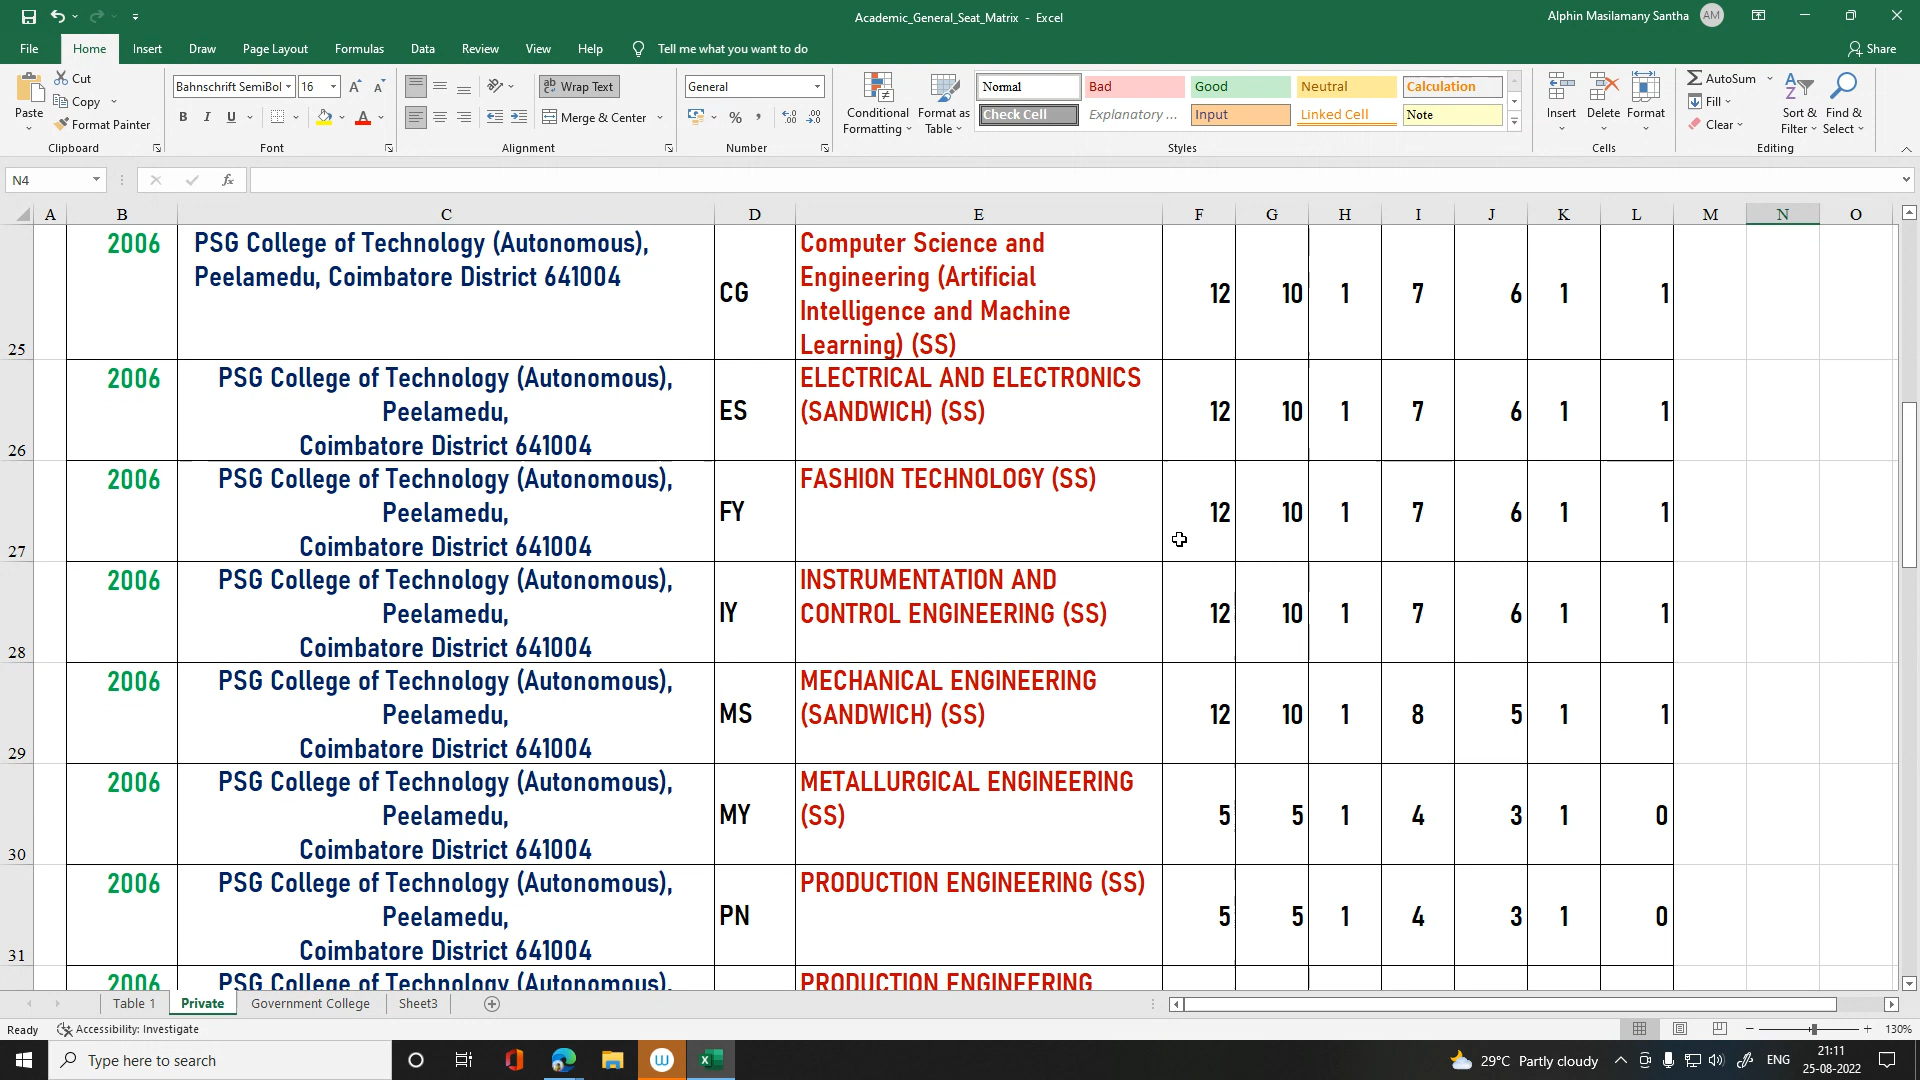 Academic_General_Seat_Matrix - Excel
Alphin Masilamany Santha
AM
File
Home
Insert
Draw
Page Layout
Formulas
Data
Review
View
Help
Tell me what you want to do
Share
Paste
Cut
Copy
Format Painter
Clipboard
Bahnschrift SemiBol
16
B
I
U
Font
ab
Wrap Text
Merge & Center
Alignment
General
%
Number
Conditional
Formatting
Format as
Table
Normal
Bad
Good
Neutral
Calculation
Check Cell
Explanatory ...
Input
Linked Cell
Note
Styles
Insert
Delete
Format
Cells
AutoSum
Fill
Clear
Sort &
Filter
Find &
Select
Editing
N4
fx
A B C D E F G H I J K L M N O
25
2006
PSG College of Technology (Autonomous),
Peelamedu, Coimbatore District 641004
CG
Computer Science and
Engineering (Artificial
Intelligence and Machine
Learning) (SS)
12 10 1 7 6 1 1
26
2006
PSG College of Technology (Autonomous),
Peelamedu,
Coimbatore District 641004
ES
ELECTRICAL AND ELECTRONICS
(SANDWICH) (SS)
12 10 1 7 6 1 1
27
2006
PSG College of Technology (Autonomous),
Peelamedu,
Coimbatore District 641004
FY
FASHION TECHNOLOGY (SS)
12 10 1 7 6 1 1
28
2006
PSG College of Technology (Autonomous),
Peelamedu,
Coimbatore District 641004
IY
INSTRUMENTATION AND
CONTROL ENGINEERING (SS)
12 10 1 7 6 1 1
29
2006
PSG College of Technology (Autonomous),
Peelamedu,
Coimbatore District 641004
MS
MECHANICAL ENGINEERING
(SANDWICH) (SS)
12 10 1 8 5 1 1
30
2006
PSG College of Technology (Autonomous),
Peelamedu,
Coimbatore District 641004
MY
METALLURGICAL ENGINEERING
(SS)
5 5 1 4 3 1 0
31
2006
PSG College of Technology (Autonomous),
Peelamedu,
Coimbatore District 641004
PN
PRODUCTION ENGINEERING (SS)
5 5 1 4 3 1 0
2006
PSG College of Technology (Autonomous),
PRODUCTION ENGINEERING
Table 1
Private
Government College
Sheet3
Ready
Accessibility: Investigate
130%
Type here to search
29°C Partly cloudy
ENG
21:11
25-08-2022